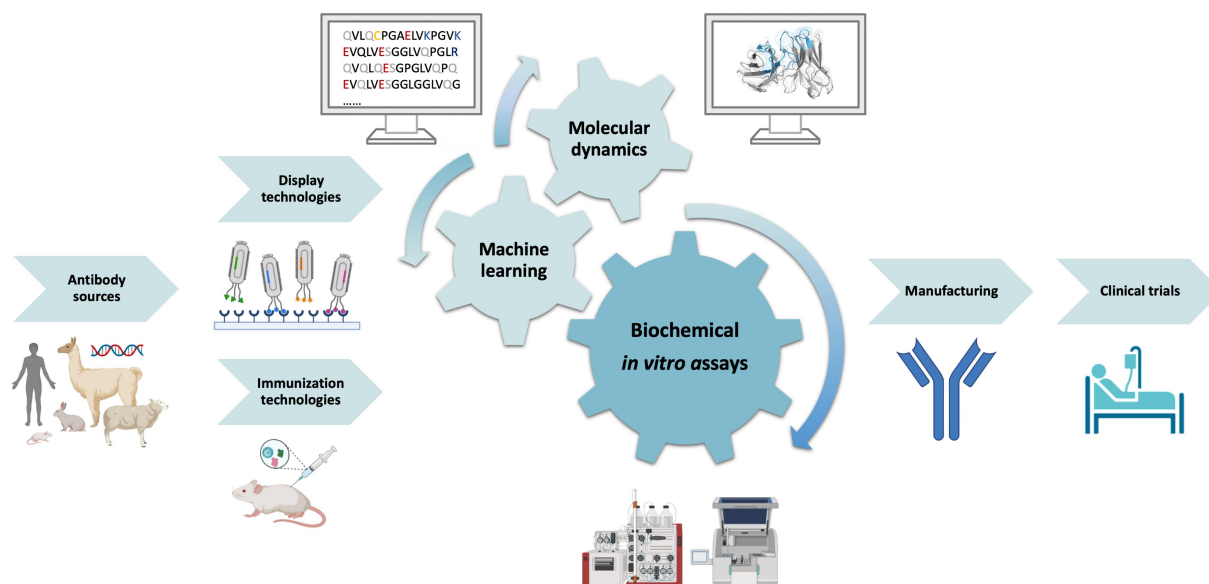 QVLQCPGAELVKPGVK
EVQLVESGGLVQPGLR
QVQLQESGPGLVQPQ
EVQLVESGGLGGLVQG
......
Molecular
dynamics
Display
technologies
Machine
learning
Antibody
sources
Biochemical
in vitro assays
Manufacturing
Clinical trials
Immunization
technologies